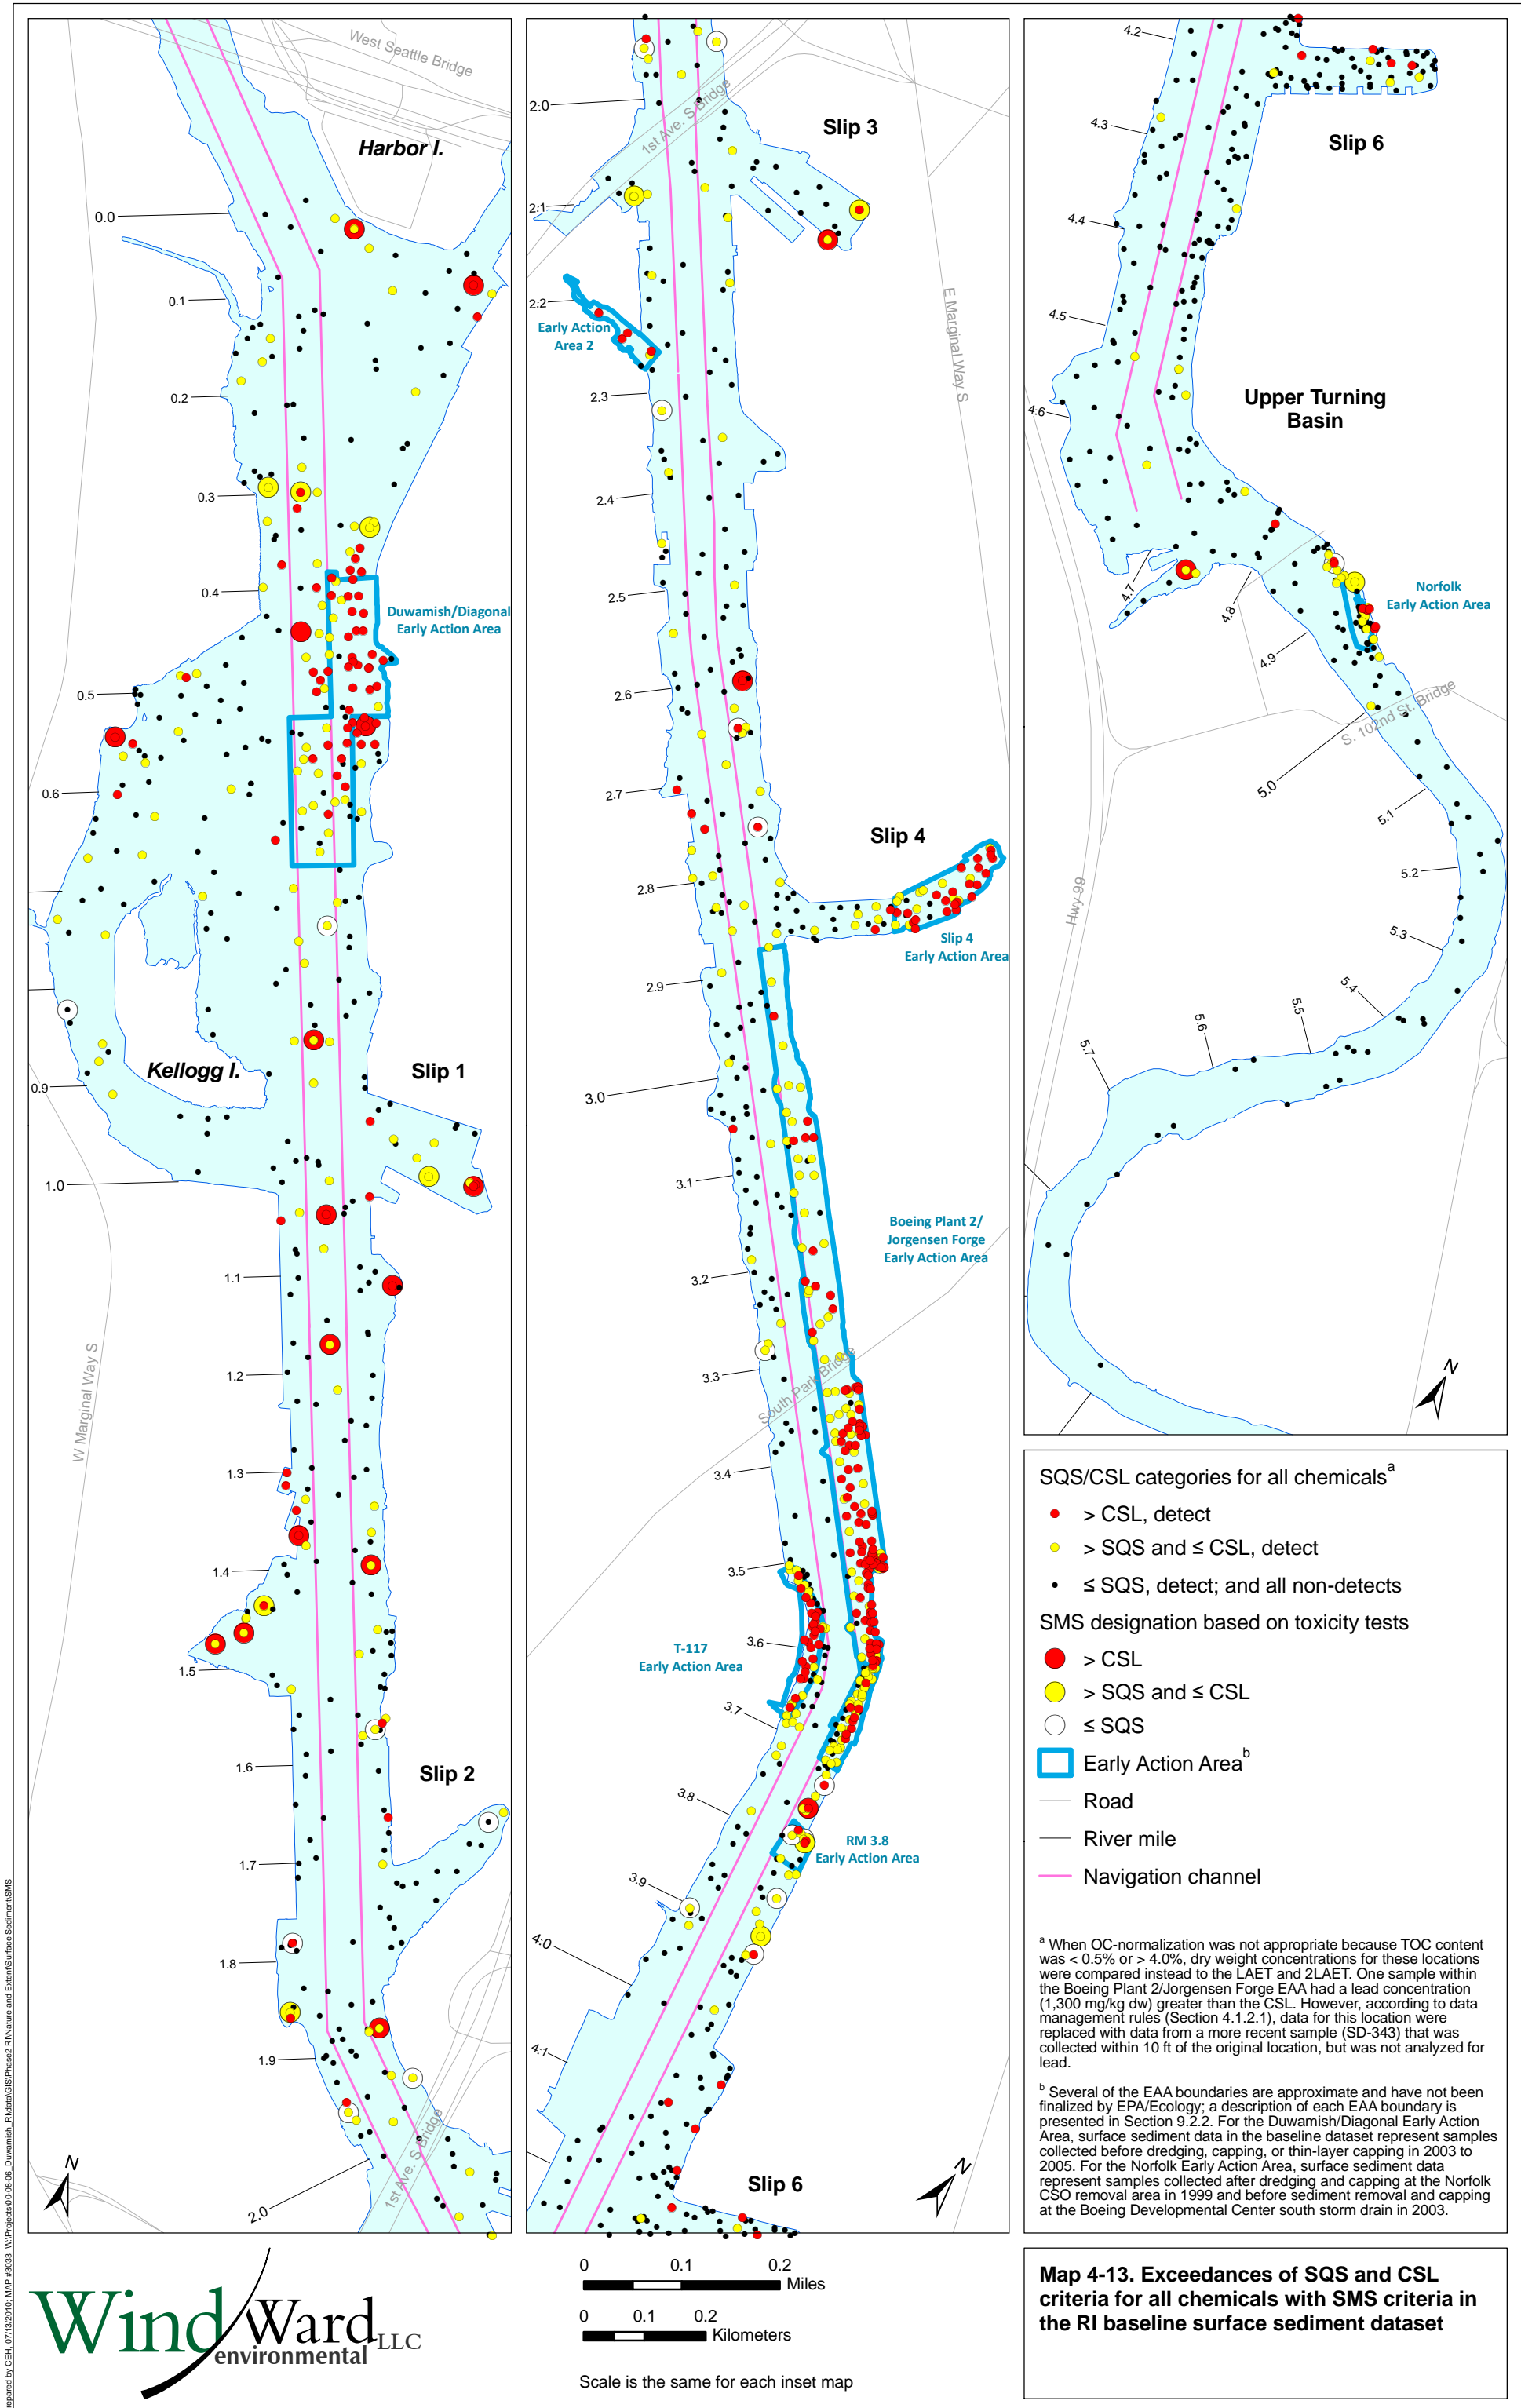 West Seattle Bridge
Harbor I.
0.0
0.1
0.2
0.3
0.4
Duwamish/Diagonal
Early Action Area
0.5
0.6
Kellogg I.
Slip 1
0.9
1.0
1.1
W Marginal Way S
1.2
1.3
1.4
1.5
1.6
Slip 2
1.7
1.8
1.9
1st Ave. S Bridge
2.0
N
2.0
1st Ave. S Bridge
Slip 3
2.1
2.2
Early Action
Area 2
E Marginal Way S
2.3
2.4
2.5
2.6
2.7
Slip 4
2.8
Slip 4
Early Action Area
2.9
3.0
3.1
Boeing Plant 2/
Jorgensen Forge
Early Action Area
3.2
3.3
South Park Bridge
3.4
3.5
3.6
T-117
Early Action Area
3.7
3.8
RM 3.8
Early Action Area
3.9
4.0
4.1
N
Slip 6
4.2
4.3
Slip 6
4.4
4.5
4.6
Upper Turning
Basin
4.7
4.8
Norfolk
Early Action Area
4.9
S. 102nd St. Bridge
5.0
5.1
Hwy 99
5.2
5.3
5.4
5.5
5.6
5.7
N
SQS/CSL categories for all chemicals a
> CSL, detect
> SQS and ≤ CSL, detect
≤ SQS, detect; and all non-detects
SMS designation based on toxicity tests
> CSL
> SQS and ≤ CSL
≤ SQS
Early Action Area b
Road
River mile
Navigation channel
a When OC-normalization was not appropriate because TOC content
was < 0.5% or > 4.0%, dry weight concentrations for these locations
were compared instead to the LAET and 2LAET. One sample within
the Boeing Plant 2/Jorgensen Forge EAA had a lead concentration
(1,300 mg/kg dw) greater than the CSL. However, according to data
management rules (Section 4.1.2.1), data for this location were
replaced with data from a more recent sample (SD-343) that was
collected within 10 ft of the original location, but was not analyzed for
lead.
b Several of the EAA boundaries are approximate and have not been
finalized by EPA/Ecology; a description of each EAA boundary is
presented in Section 9.2.2. For the Duwamish/Diagonal Early Action
Area, surface sediment data in the baseline dataset represent samples
collected before dredging, capping, or thin-layer capping in 2003 to
2005. For the Norfolk Early Action Area, surface sediment data
represent samples collected after dredging and capping at the Norfolk
CSO removal area in 1999 and before sediment removal and capping
at the Boeing Developmental Center south storm drain in 2003.
Map 4-13. Exceedances of SQS and CSL
criteria for all chemicals with SMS criteria in
the RI baseline surface sediment dataset
0 0.1 0.2
Miles
0 0.1 0.2
Kilometers
Scale is the same for each inset map
Wind Ward LLC
environmental
repared by CEH, 07/13/2010; MAP #3033; W:\Projects\00-08-06_Duwamish_RI\data\GIS\Phase2 RI\Nature and Extent\Surface Sediment\SMS